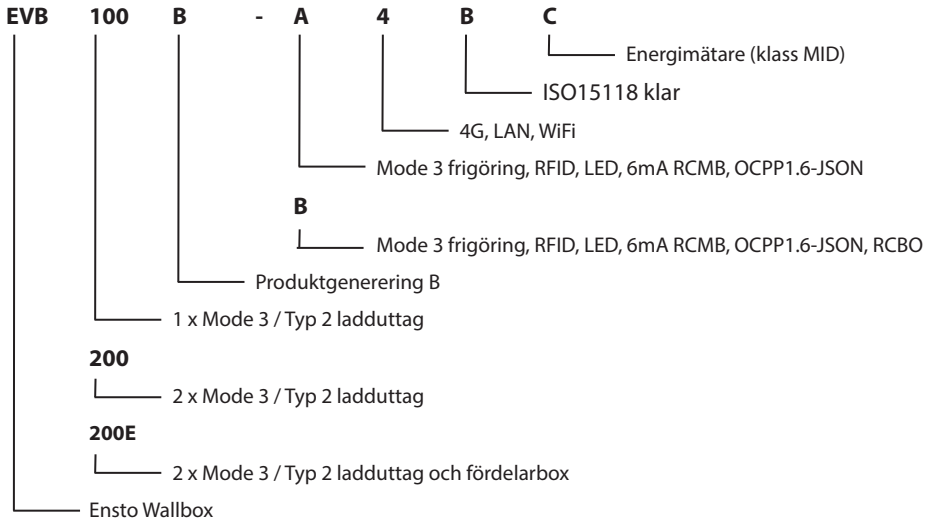 EVB 100 B - A 4 B C
Energimätare (klass MID)
ISO15118 klar
4G, LAN, WiFi
Mode 3 frigöring, RFID, LED, 6mA RCMB, OCPP1.6-JSON
B
Mode 3 frigöring, RFID, LED, 6mA RCMB, OCPP1.6-JSON, RCBO
Produktgenerering B
1 x Mode 3 / Typ 2 ladduttag
200
2 x Mode 3 / Typ 2 ladduttag
200E
2 x Mode 3 / Typ 2 ladduttag och fördelarbox
Ensto Wallbox